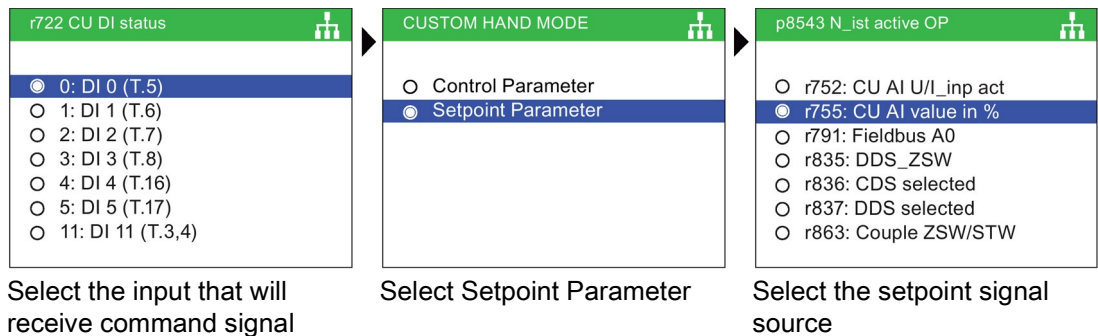 r722 CU DI status
0: DI 0 (T.5)
1: DI 1 (T.6)
2: DI 2 (T.7)
3: DI 3 (T.8)
4: DI 4 (T.16)
5: DI 5 (T.17)
11: DI 11 (T.3,4)
Select the input that will
receive command signal
CUSTOM HAND MODE
Control Parameter
Setpoint Parameter
Select Setpoint Parameter
p8543 N_ist active OP
r752: CU AI U/I_inp act
r755: CU AI value in %
r791: Fieldbus A0
r835: DDS_ZSW
r836: CDS selected
r837: DDS selected
r863: Couple ZSW/STW
Select the setpoint signal
source